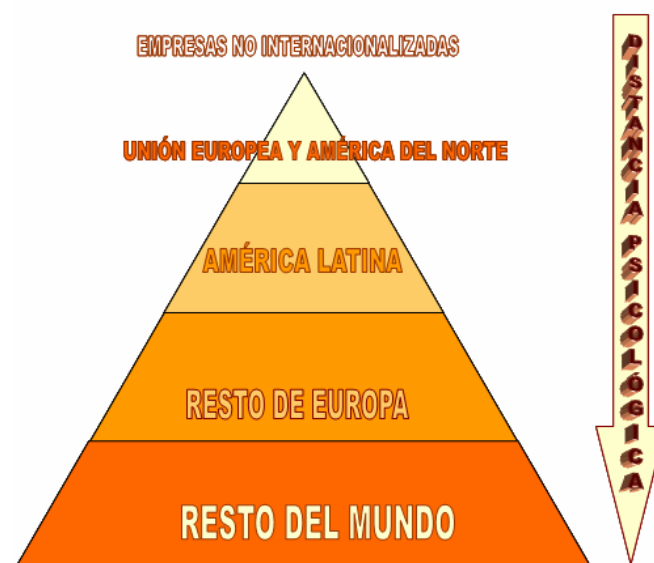 EMPRESAS NO INTERNACIONALIZADAS
UNIÓN EUROPEA Y AMÉRICA DEL NORTE
AMÉRICA LATINA
RESTO DE EUROPA
RESTO DEL MUNDO
DISTANCIA PSICOLÓGICA